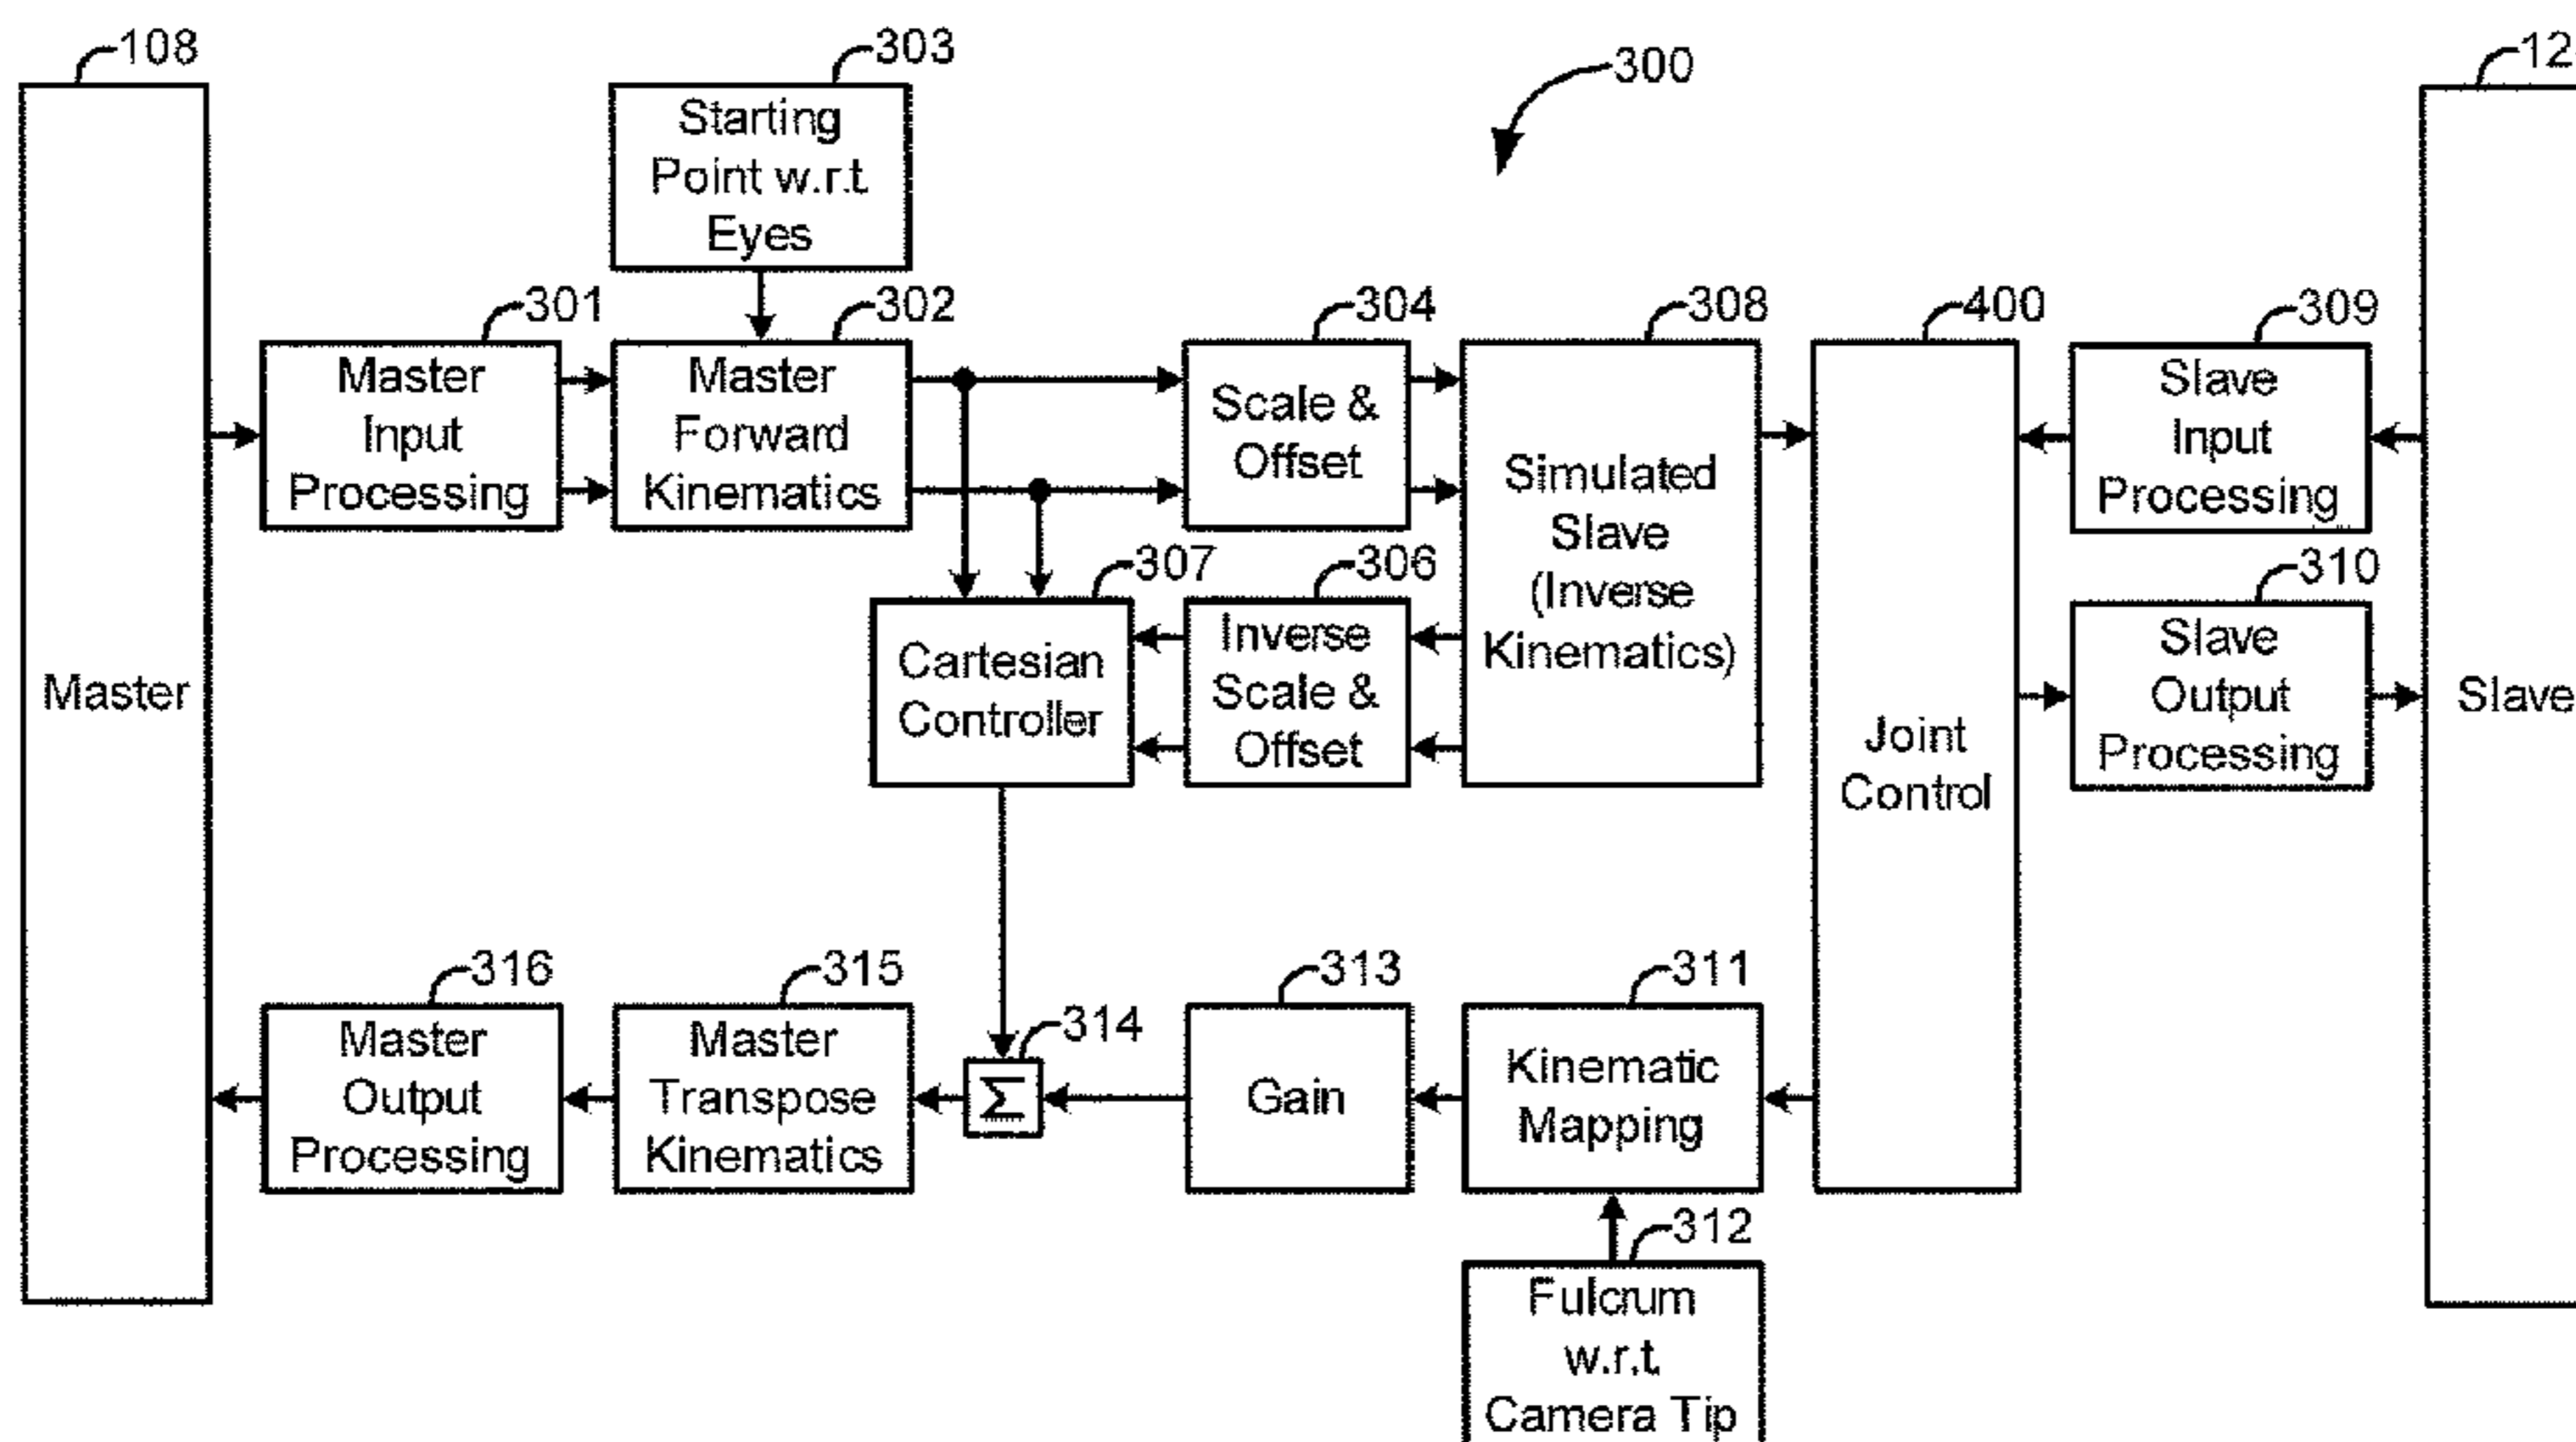 108
303
300
12
Starting
Point w.r.t.
Eyes
301
302
304
308
400
309
Master
Input
Processing
Master
Forward
Kinematics
Scale &
Offset
Simulated
Slave
(Inverse
Kinematics)
Slave
Input
Processing
307
306
310
Master
Cartesian
Controller
Inverse
Scale &
Offset
Joint
Control
Slave
Output
Processing
Slave
316
315
314
313
311
Master
Output
Processing
Master
Transpose
Kinematics
Σ
Gain
Kinematic
Mapping
312
Fulcrum
w.r.t.
Camera Tip